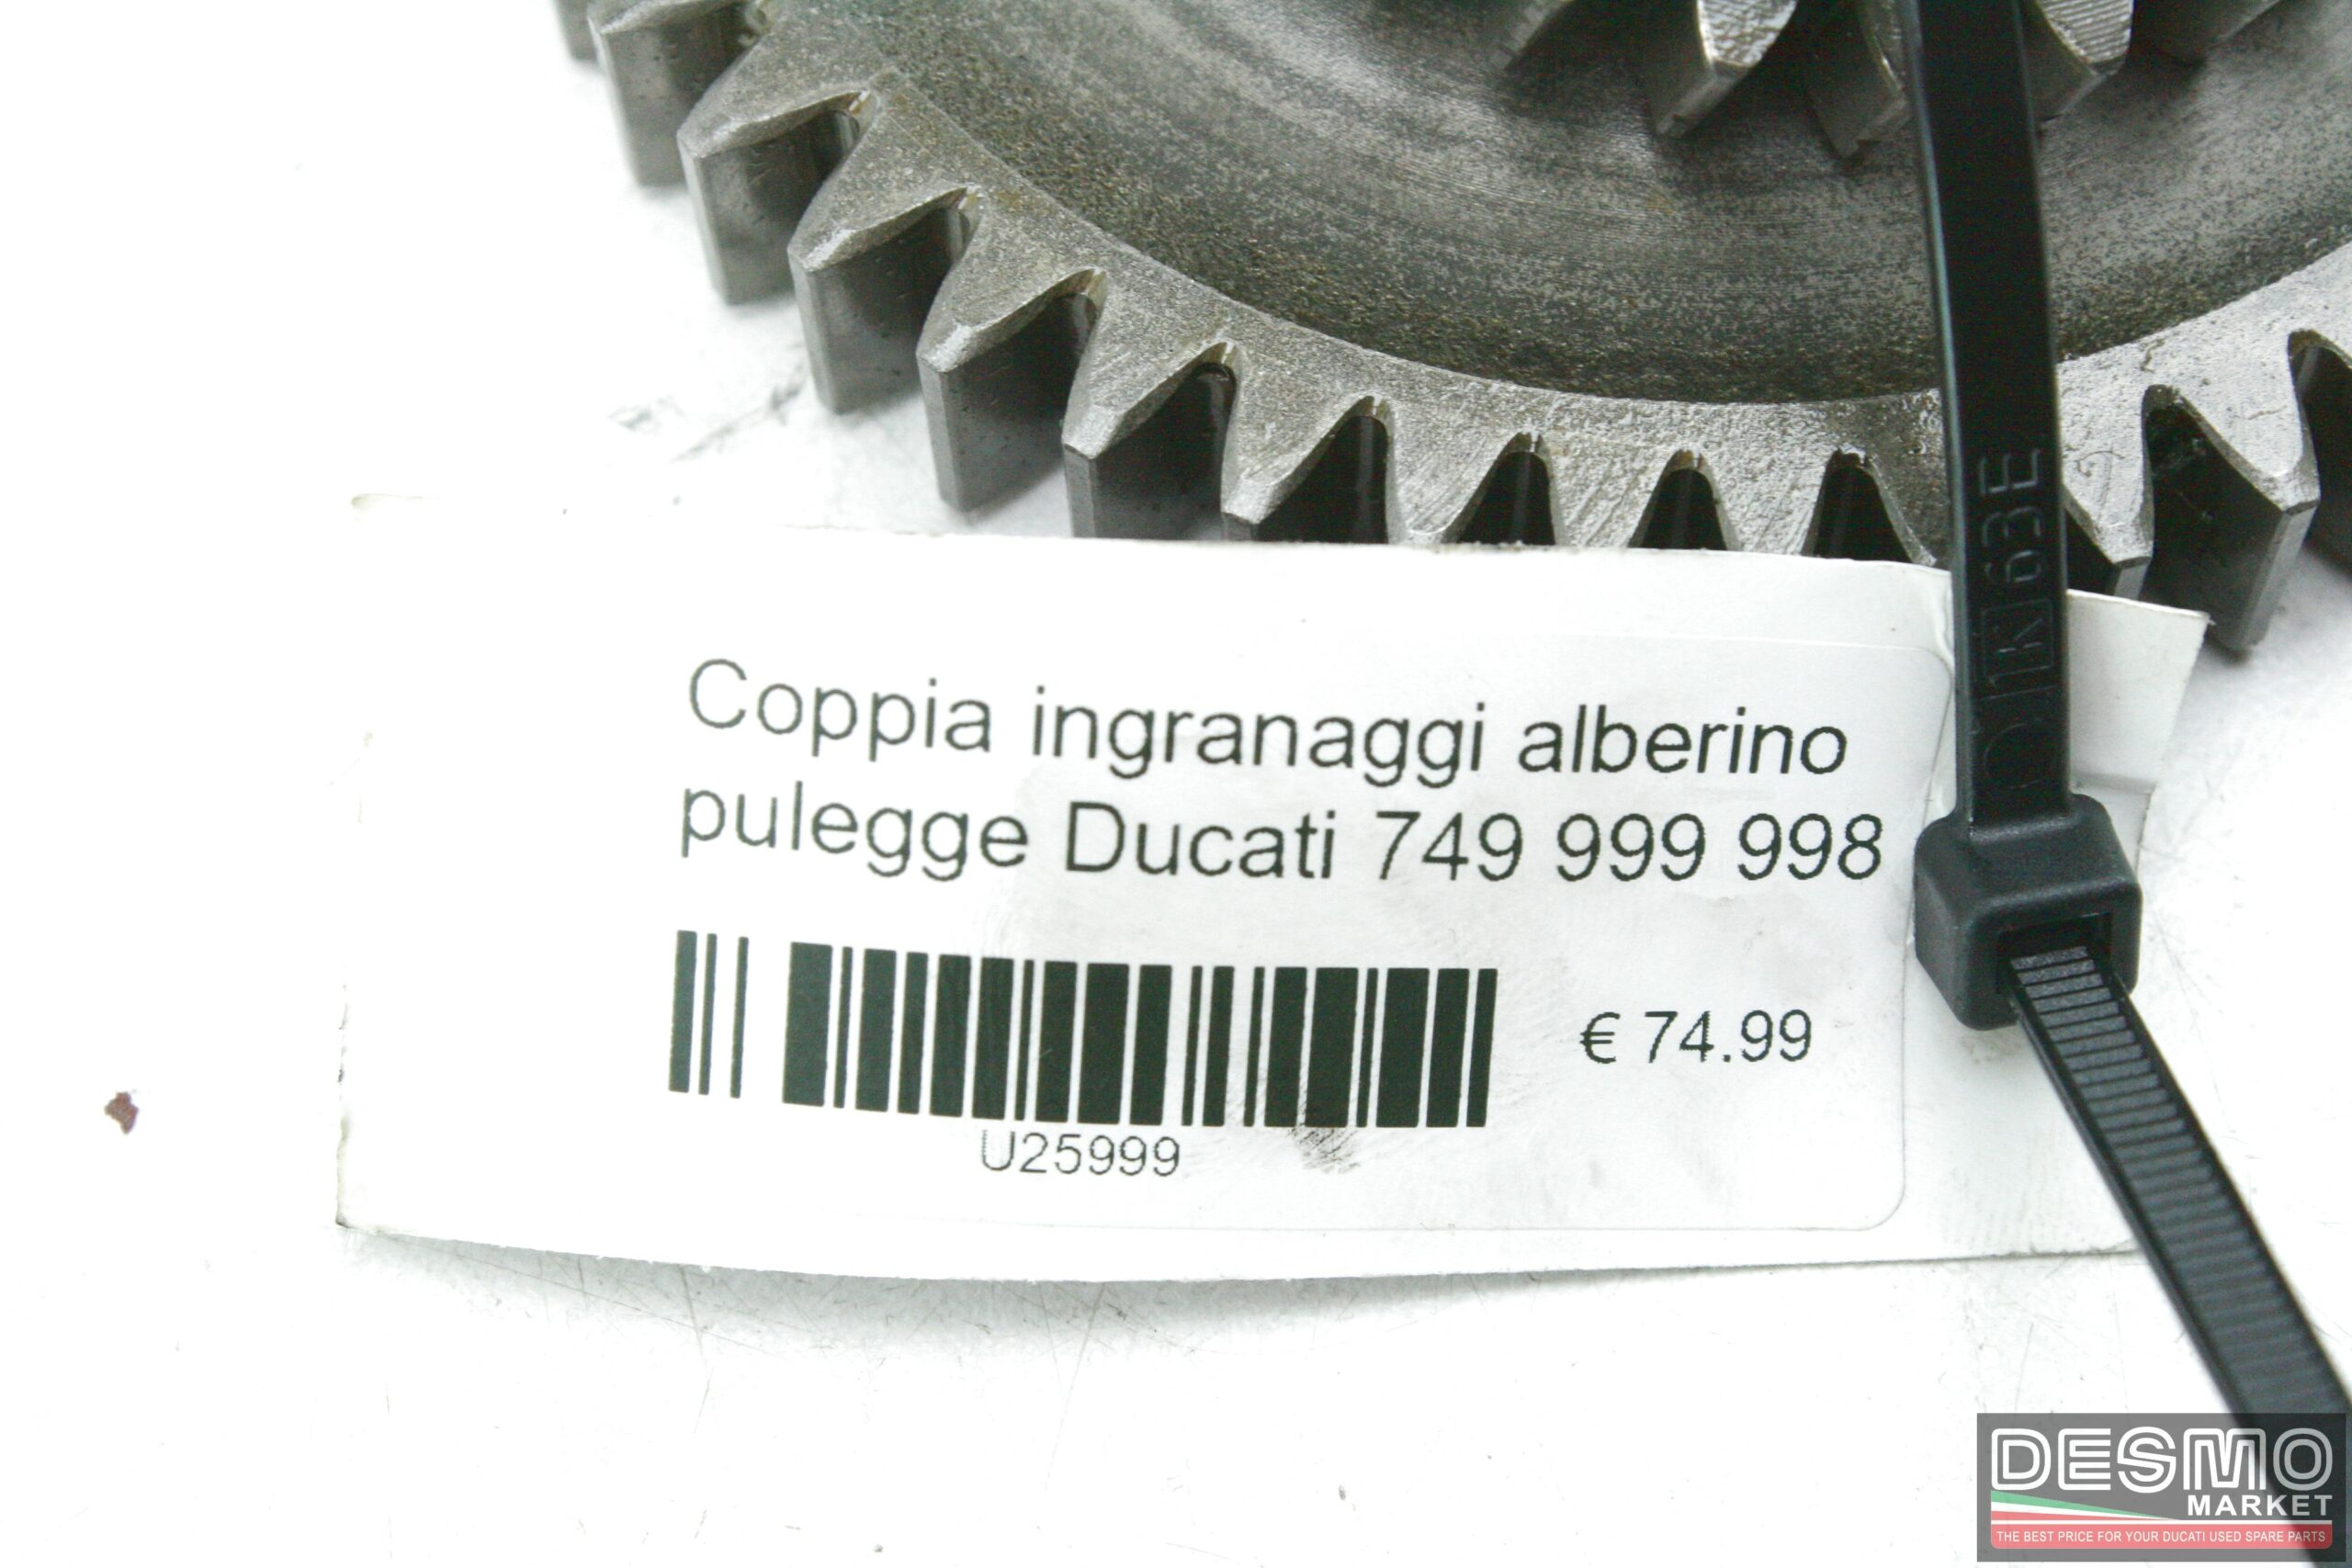 Coppia ingranaggi alberino
pulegge Ducati 749 999 998
€ 74.99
U25999
DESMO
MARKET
THE BEST PRICE FOR YOUR DUCATI USED SPARE PARTS